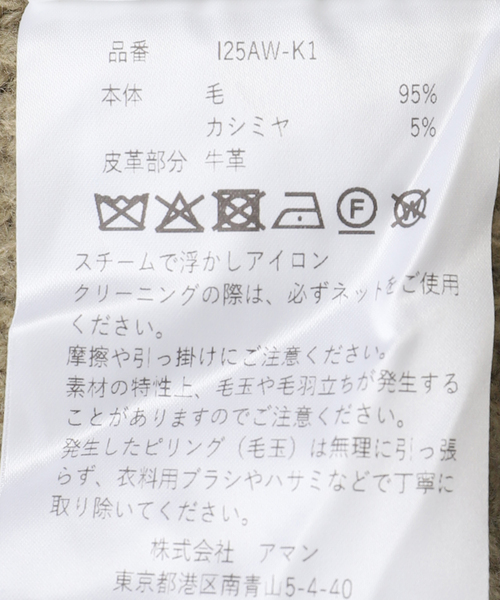 品番 I25AW-K1
本体 毛 95%
カシミヤ 5%
皮革部分 牛革
F W
スチームで浮かしアイロン
クリーニングの際は、必ずネットをご使用
ください。
摩擦や引っ掛けにご注意ください。
素材の特性上、毛玉や毛羽立ちが発生する
ことがありますのでご注意ください。
発生したピリング（毛玉）は無理に引っ張
らず、衣料用ブラシやハサミなどで丁寧に
取り除いてください。
株式会社 アマン
東京都港区南青山5-4-40